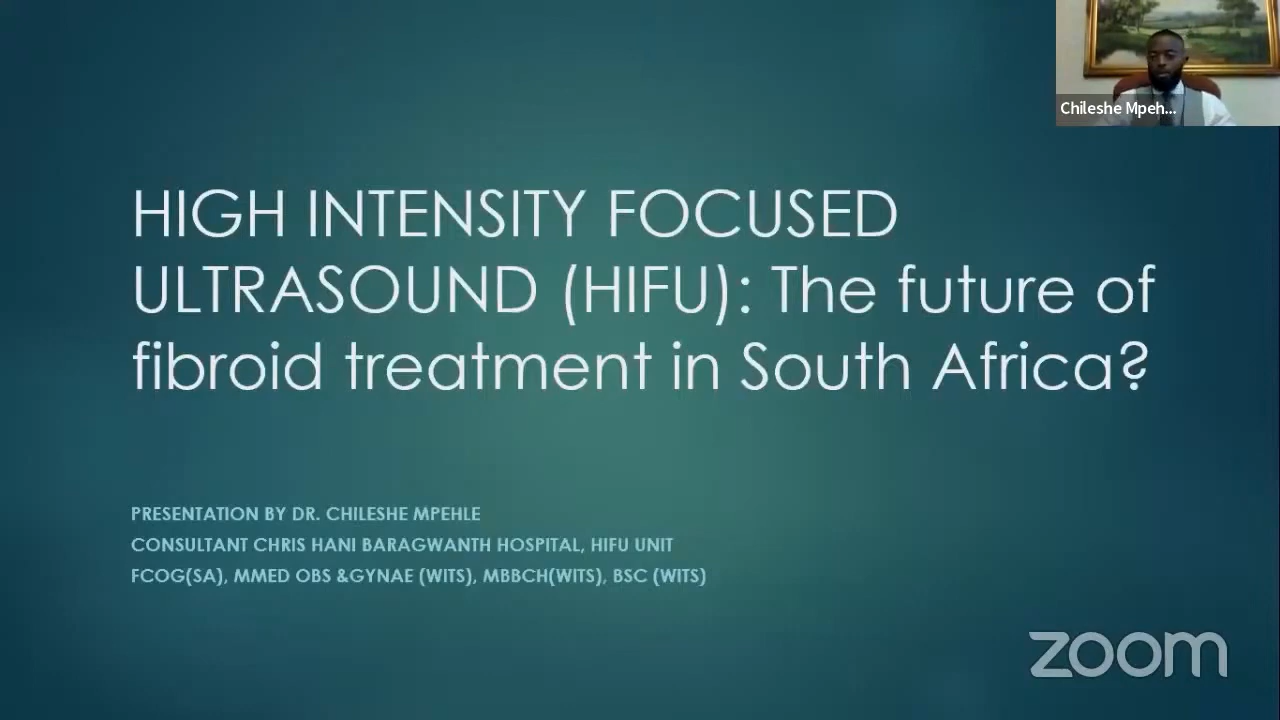 Chileshe Mpeh...
HIGH INTENSITY FOCUSED
ULTRASOUND (HIFU): The future of
fibroid treatment in South Africa?
PRESENTATION BY DR. CHILESHE MPEHLE
CONSULTANT CHRIS HANI BARAGWANTH HOSPITAL, HIFU UNIT
FCOG(SA), MMED OBS &GYNAE (WITS), MBBCH(WITS), BSC (WITS)
zoom